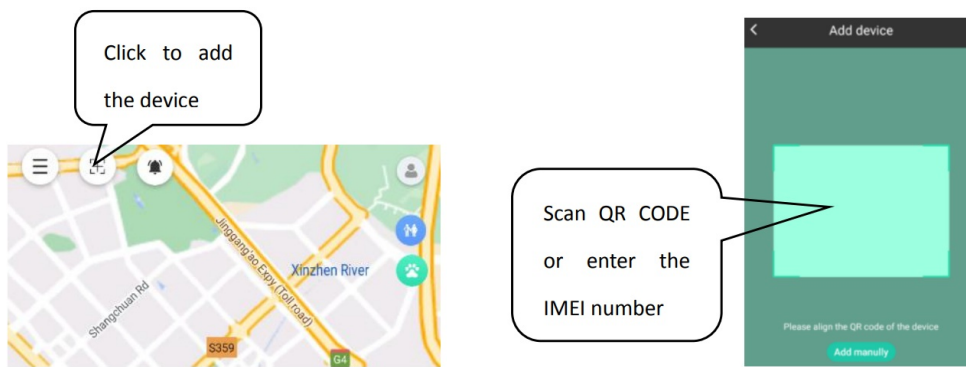 Click to add
the device
Jinggang'ao Expy (Toll road)
Xinzhen River
Shangchuan Rd
S359
G4
Add device
Scan QR CODE
or enter the
IMEI number
Please align the QR code of the device
Add manully